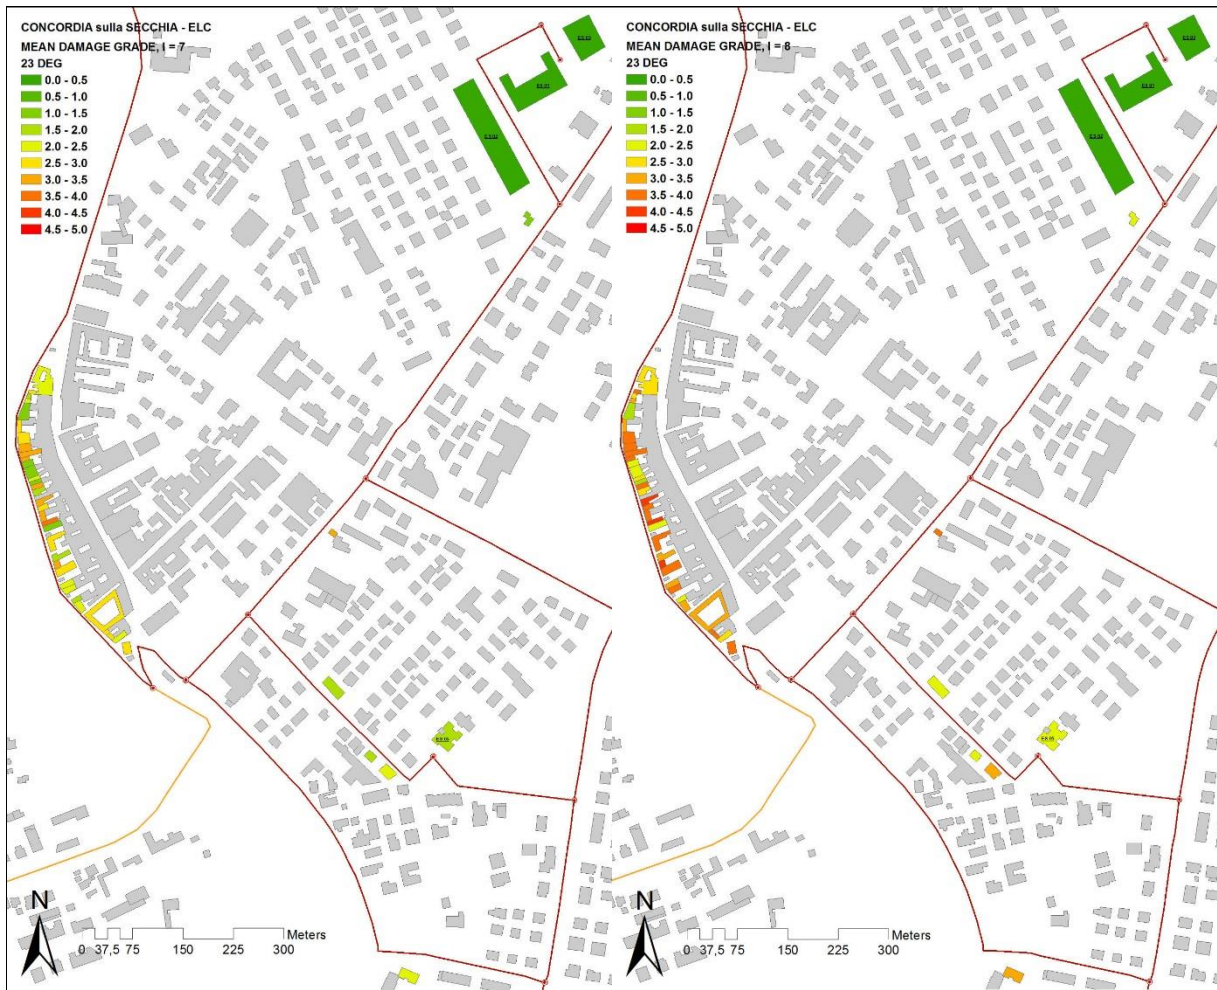 CONCORDIA sulla SECCHIA - ELC
MEAN DAMAGE GRADE, I = 7
23 DEG
0.0 - 0.5
0.5 - 1.0
1.0 - 1.5
1.5 - 2.0
2.0 - 2.5
2.5 - 3.0
3.0 - 3.5
3.5 - 4.0
4.0 - 4.5
4.5 - 5.0
N
Meters
0 37,5 75 150 225 300
CONCORDIA sulla SECCHIA - ELC
MEAN DAMAGE GRADE, I = 8
23 DEG
0.0 - 0.5
0.5 - 1.0
1.0 - 1.5
1.5 - 2.0
2.0 - 2.5
2.5 - 3.0
3.0 - 3.5
3.5 - 4.0
4.0 - 4.5
4.5 - 5.0
N
Meters
0 37,5 75 150 225 300